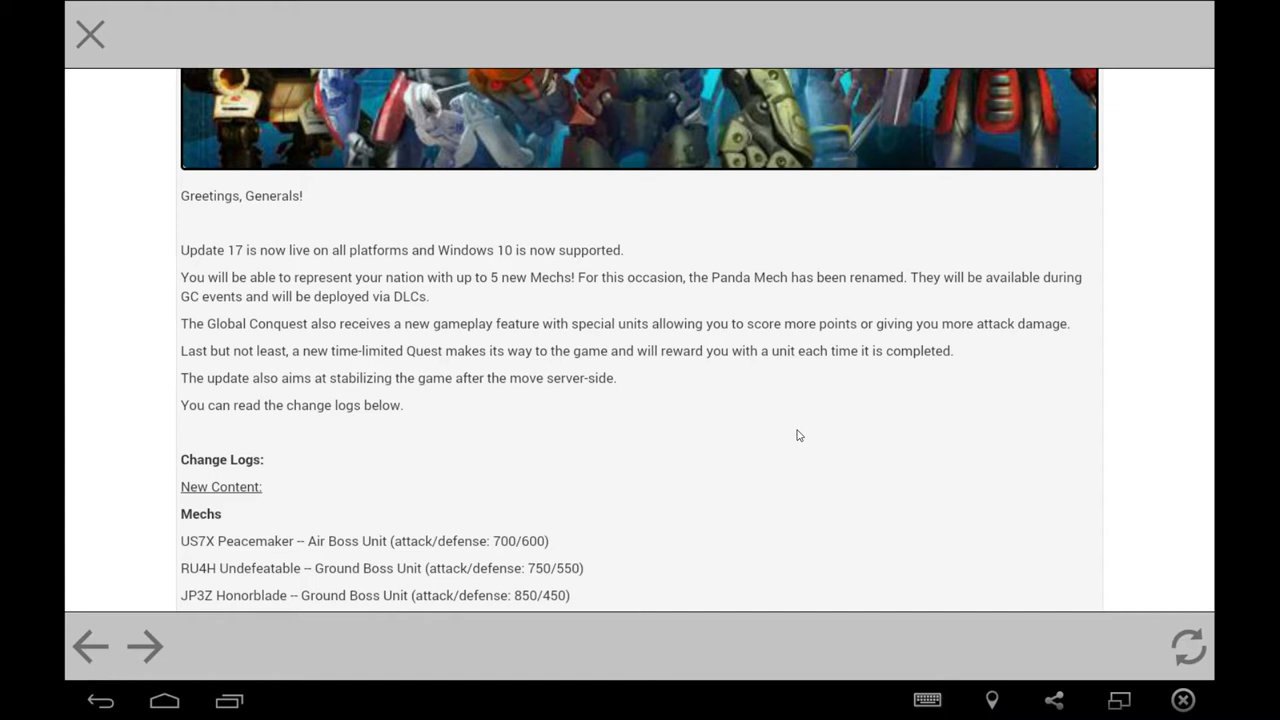 Greetings, Generals!
Update 17 is now live on all platforms and Windows 10 is now supported.
You will be able to represent your nation with up to 5 new Mechs! For this occasion, the Panda Mech has been renamed. They will be available during
GC events and will be deployed via DLCs.
The Global Conquest also receives a new gameplay feature with special units allowing you to score more points or giving you more attack damage.
Last but not least, a new time-limited Quest makes its way to the game and will reward you with a unit each time it is completed.
The update also aims at stabilizing the game after the move server-side.
You can read the change logs below.
Change Logs:
New Content:
Mechs
US7X Peacemaker -- Air Boss Unit (attack/defense: 700/600)
RU4H Undefeatable -- Ground Boss Unit (attack/defense: 750/550)
JP3Z Honorblade -- Ground Boss Unit (attack/defense: 850/450)